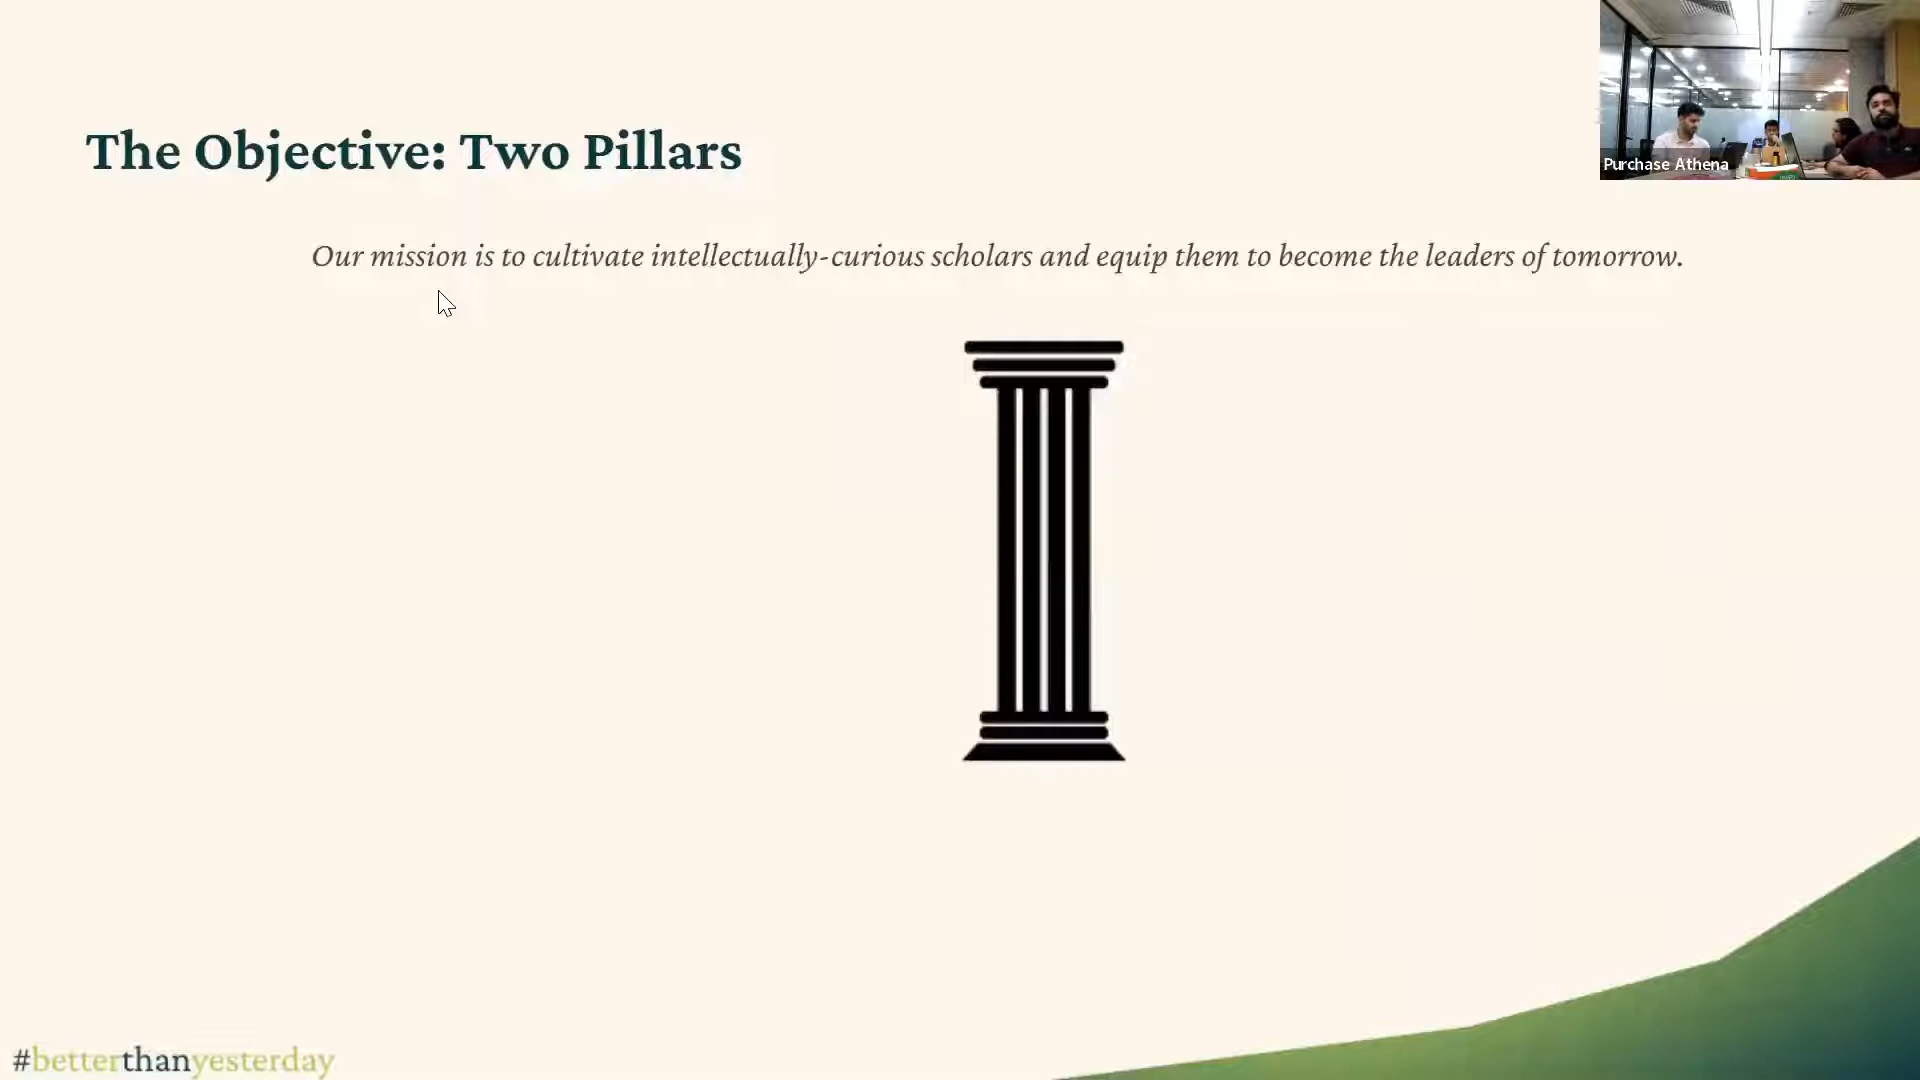 Purchase Athena
The Objective: Two Pillars
Our mission is to cultivate intellectually-curious scholars and equip them to become the leaders of tomorrow.
#betterthanyesterday